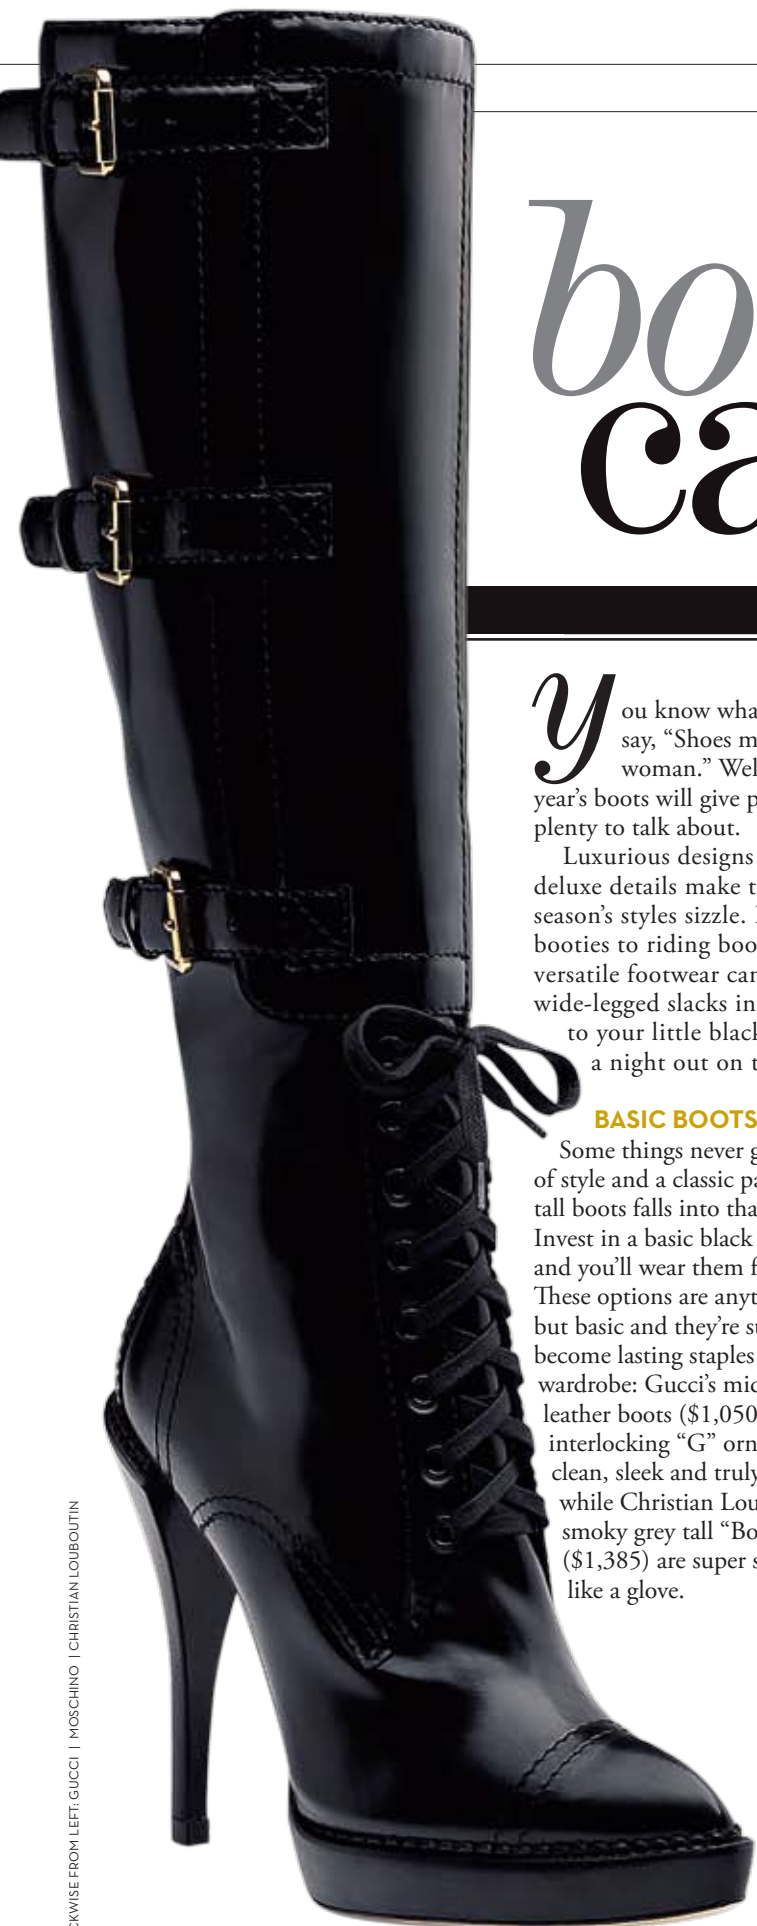 bo
ca
You know wha
say, “Shoes m
woman.” Wel
year’s boots will give p
plenty to talk about.
Luxurious designs
deluxe details make t
season’s styles sizzle.
booties to riding boo
versatile footwear can
wide-legged slacks in
to your little black
a night out on t
BASIC BOOTS
Some things never g
of style and a classic pa
tall boots falls into tha
Invest in a basic black
and you’ll wear them f
These options are anyt
but basic and they’re su
become lasting staples
wardrobe: Gucci’s mid
leather boots ($1,050
interlocking “G” orn
clean, sleek and truly
while Christian Lou
smoky grey tall “Bo
($1,385) are super s
like a glove.
CKWISE FROM LEFT: GUCCI | MOSCHINO | CHRISTIAN LOUBOUTIN